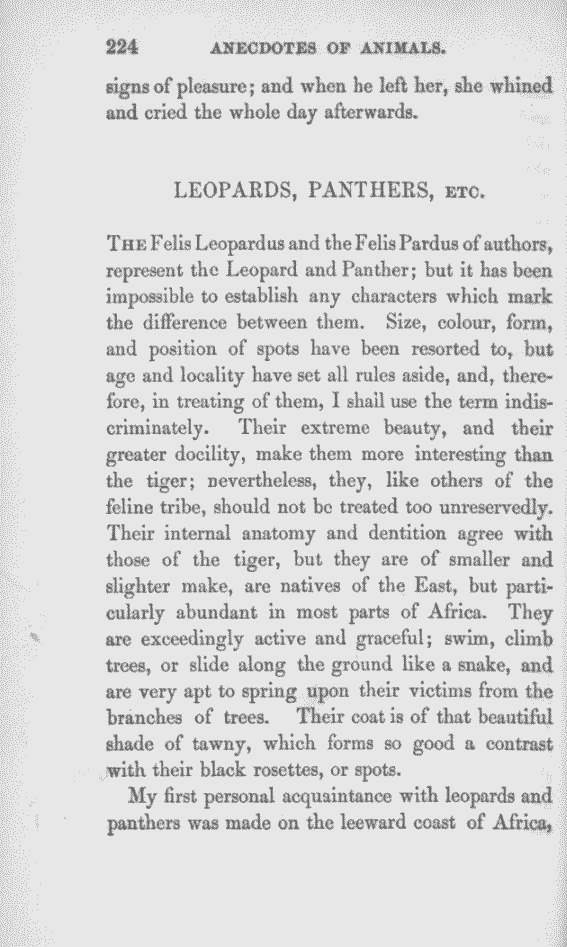 224 ANECDOTES OF ANIMALS.
signs of pleasure; and when he left her, she whined
and cried the whole day afterwards.
LEOPARDS, PANTHERS, ETC.
THE Felis Leopardus and the Felis Pardus of authors,
represent the Leopard and Panther; but it has been
impossible to establish any characters which mark
the difference between them. Size, colour, form,
and position of spots have been resorted to, but
age and locality have set all rules aside, and, there-
fore, in treating of them, I shall use the term indis-
criminately. Their extreme beauty, and their
greater docility, make them more interesting than
the tiger; nevertheless, they, like others of the
feline tribe, should not be treated too unreservedly.
Their internal anatomy and dentition agree with
those of the tiger, but they are of smaller and
slighter make, are natives of the East, but parti-
cularly abundant in most parts of Africa. They
are exceedingly active and graceful; swim, climb
trees, or slide along the ground like a snake, and
are very apt to spring upon their victims from the
branches of trees. Their coat is of that beautiful
shade of tawny, which forms so good a contrast
with their black rosettes, or spots.
My first personal acquaintance with leopards and
panthers was made on the leeward coast of Africa,